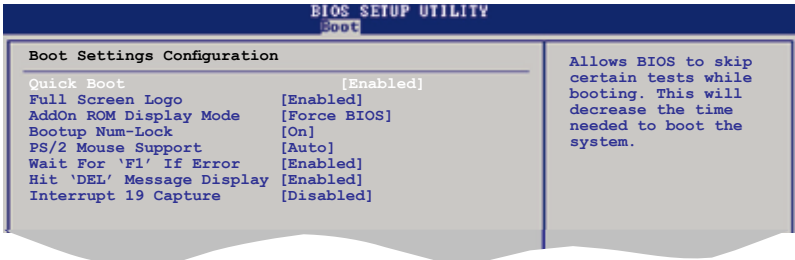 BIOS SETUP UTILITY
Boot
Boot Settings Configuration
Quick Boot [Enabled]
Full Screen Logo [Enabled]
AddOn ROM Display Mode [Force BIOS]
Bootup Num-Lock [On]
PS/2 Mouse Support [Auto]
Wait For ‘F1’ If Error [Enabled]
Hit ‘DEL’ Message Display [Enabled]
Interrupt 19 Capture [Disabled]
Allows BIOS to skip
certain tests while
booting. This will
decrease the time
needed to boot the
system.